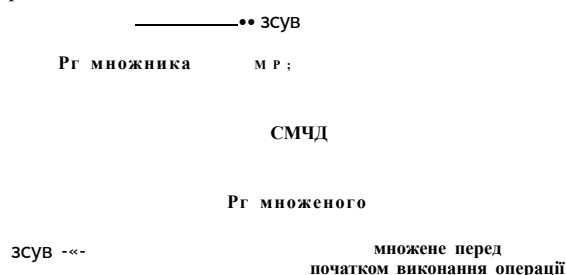 зсув
Рг множника МР;
СМЧД
Рг множеного
зсув -«-
множене перед
початком виконання операції